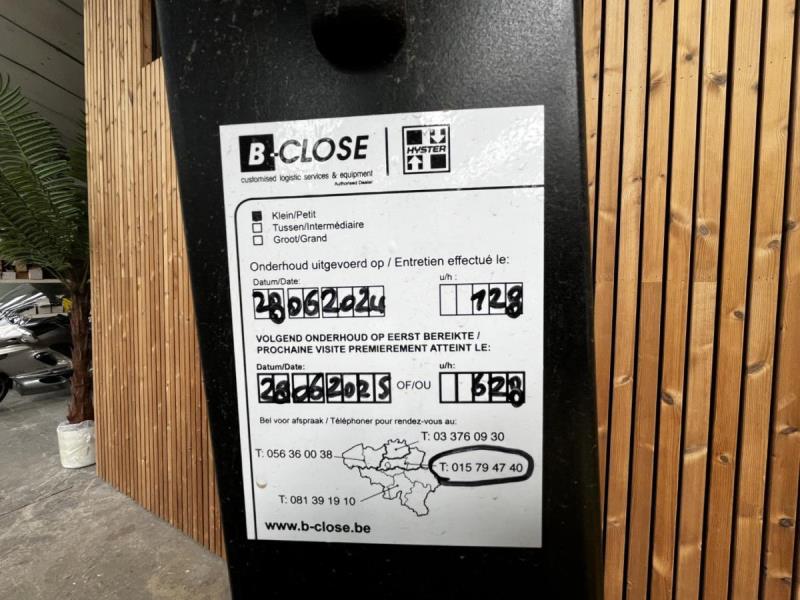 B-CLOSE
HYSTER
customised logistic services & equipment
Authorised Dealer
Klein/Petit
Tussen/Intermédiaire
Groot/Grand
Onderhoud uitgevoerd op / Entretien effectué le:
Datum/Date: u/h :
28062024 128
VOLGEND ONDERHOUD OP EERST BEREIKTE /
PROCHAINE VISITE PREMIEREMENT ATTEINT LE:
Datum/Date: u/h:
28062025 OF/OU 628
Bel voor afspraak / Téléphoner pour rendez-vous au:
T: 03 376 09 30
T: 056 36 00 38
T: 015 79 47 40
T: 081 39 19 10
www.b-close.be